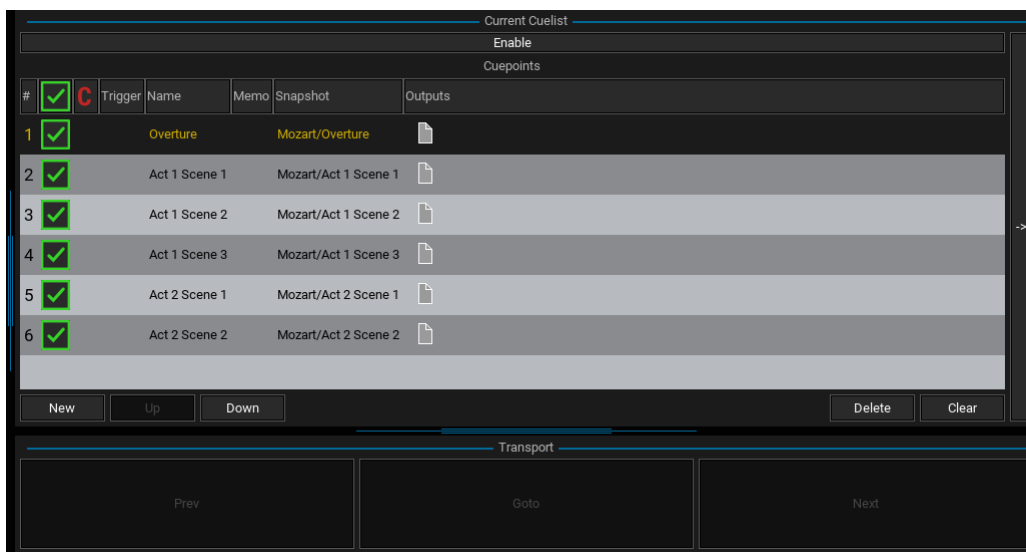 Current Cuelist
Enable
Cuepoints
# C Trigger Name Memo Snapshot Outputs
1 Overture Mozart/Overture
2 Act 1 Scene 1 Mozart/Act 1 Scene 1
3 Act 1 Scene 2 Mozart/Act 1 Scene 2
4 Act 1 Scene 3 Mozart/Act 1 Scene 3
5 Act 2 Scene 1 Mozart/Act 2 Scene 1
6 Act 2 Scene 2 Mozart/Act 2 Scene 2
->
New Up Down Delete Clear
Transport
Prev Goto Next